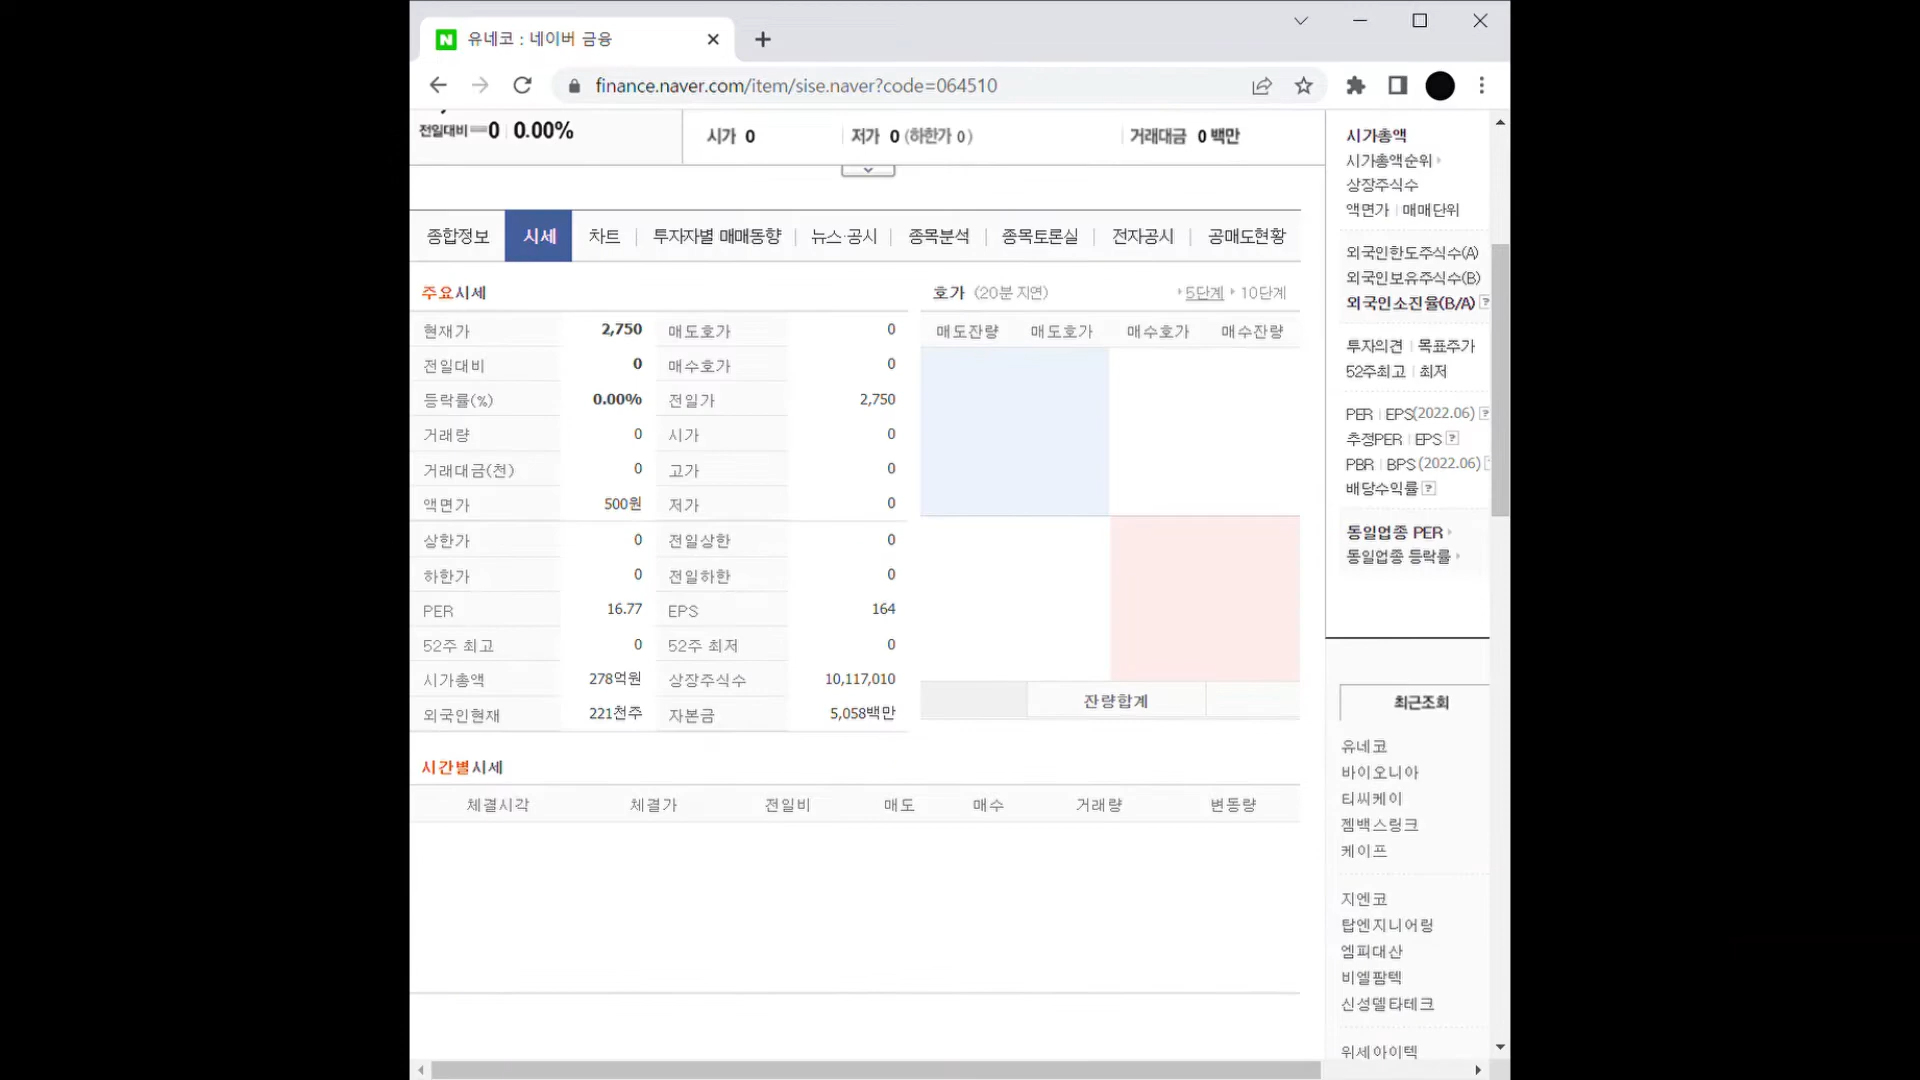 유네코 : 네이버 금융
finance.naver.com/item/sise.naver?code=064510
전일대비 0 0.00%
시가 0 저가 0 (하한가 0) 거래대금 0 백만
종합정보 시세 차트 투자자별 매매동향 뉴스·공시 종목분석 종목토론실 전자공시 공매도현황
주요시세
현재가 2,750 매도호가 0
전일대비 0 매수호가 0
등락률(%) 0.00% 전일가 2,750
거래량 0 시가 0
거래대금(천) 0 고가 0
액면가 500원 저가 0
상한가 0 전일상한 0
하한가 0 전일하한 0
PER 16.77 EPS 164
52주 최고 0 52주 최저 0
시가총액 278억원 상장주식수 10,117,010
외국인현재 221천주 자본금 5,058백만
호가 (20분 지연) 5단계 10단계
매도잔량 매도호가 매수호가 매수잔량
잔량합계
시간별시세
체결시각 체결가 전일비 매도 매수 거래량 변동량
시가총액
시가총액순위
상장주식수
액면가 | 매매단위
외국인한도주식수(A)
외국인보유주식수(B)
외국인소진율(B/A) ?
투자의견 | 목표주가
52주최고 | 최저
PER | EPS(2022.06) ?
추정PER | EPS ?
PBR | BPS (2022.06)
배당수익률 ?
동일업종 PER
동일업종 등락률
최근조회
유네코
바이오니아
티씨케이
젬백스링크
케이프
지엔코
탑엔지니어링
엠피대산
비엘팜텍
신성델타테크
위세아이텍